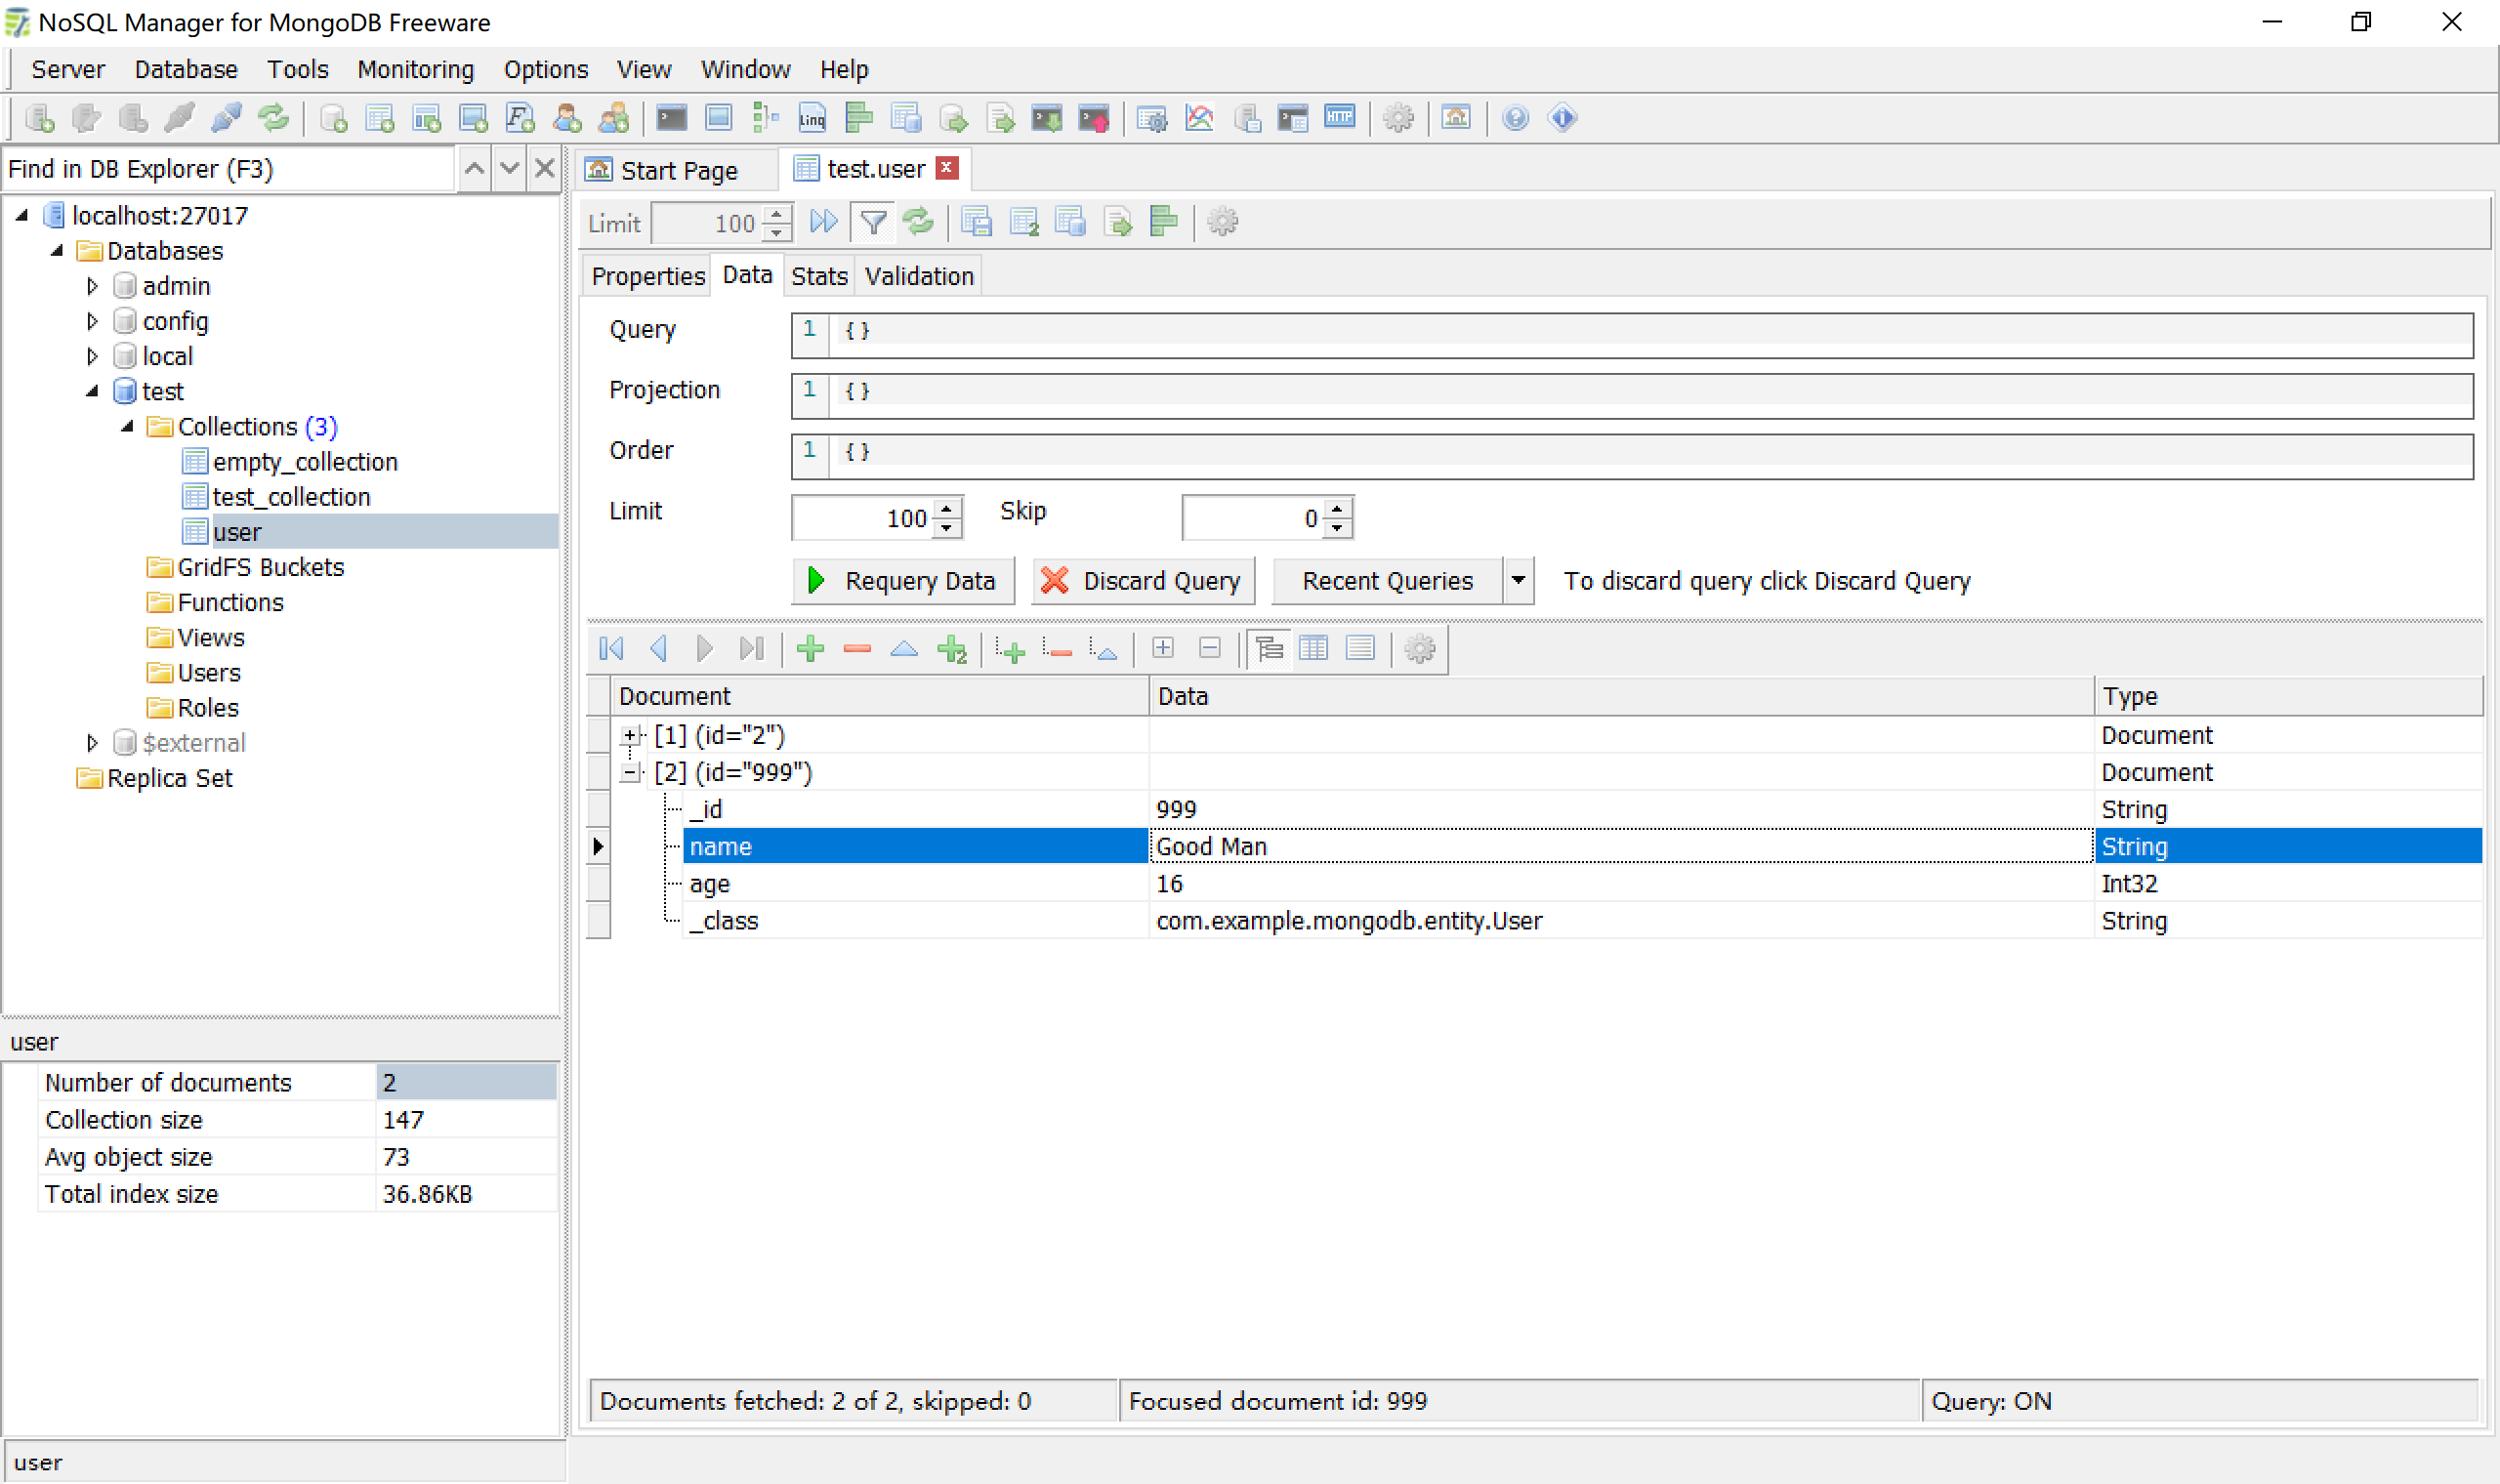 NoSQL Manager for MongoDB Freeware
Server Database Tools Monitoring Options View Window Help
Linq HTTP
Find in DB Explorer (F3)
localhost:27017
Databases
admin
config
local
test
Collections (3)
empty_collection
test_collection
user
GridFS Buckets
Functions
Views
Users
Roles
$external
Replica Set
user
Number of documents 2
Collection size 147
Avg object size 73
Total index size 36.86KB
user
Start Page test.user
Limit 100
Properties Data Stats Validation
Query 1 {}
Projection 1 {}
Order 1 {}
Limit 100 Skip 0
Requery Data Discard Query Recent Queries To discard query click Discard Query
Document Data Type
[1] (id="2") Document
[2] (id="999") Document
_id 999 String
name Good Man String
age 16 Int32
_class com.example.mongodb.entity.User String
Documents fetched: 2 of 2, skipped: 0 Focused document id: 999 Query: ON